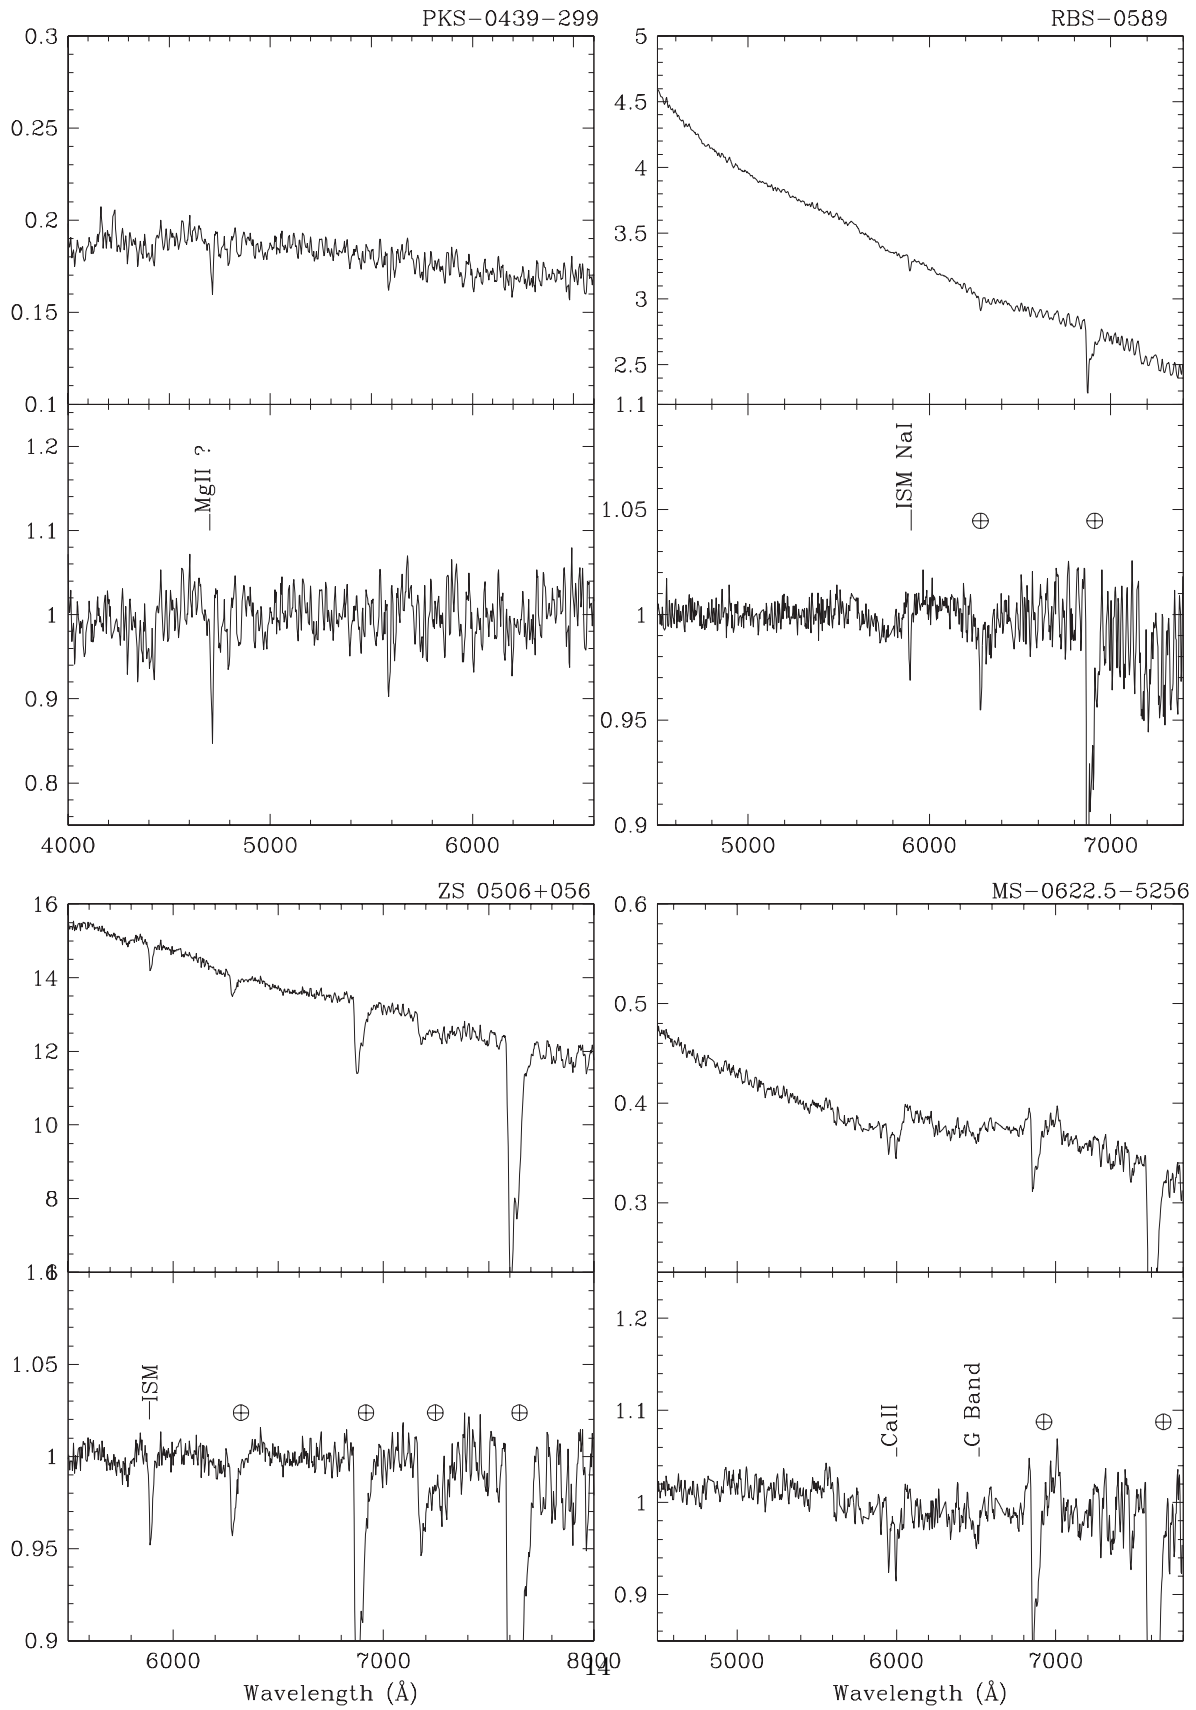 PKS-0439-299
0.3
0.25
0.2
0.15
0.1
1.2
1.1
1
0.9
0.8
MgII ?
4000 5000 6000
RBS-0589
5
4.5
4
3.5
3
2.5
1.1
1.05
1
0.95
0.9
ISM NaI
⊕ ⊕
5000 6000 7000
ZS 0506+056
16
14
12
10
8
6
1.1
1.05
1
0.95
0.9
ISM
⊕ ⊕ ⊕ ⊕
6000 7000 8000
Wavelength (Å)
MS-0622.5-5256
0.6
0.5
0.4
0.3
1.2
1.1
1
0.9
CaII
G Band
⊕ ⊕
5000 6000 7000
Wavelength (Å)
14